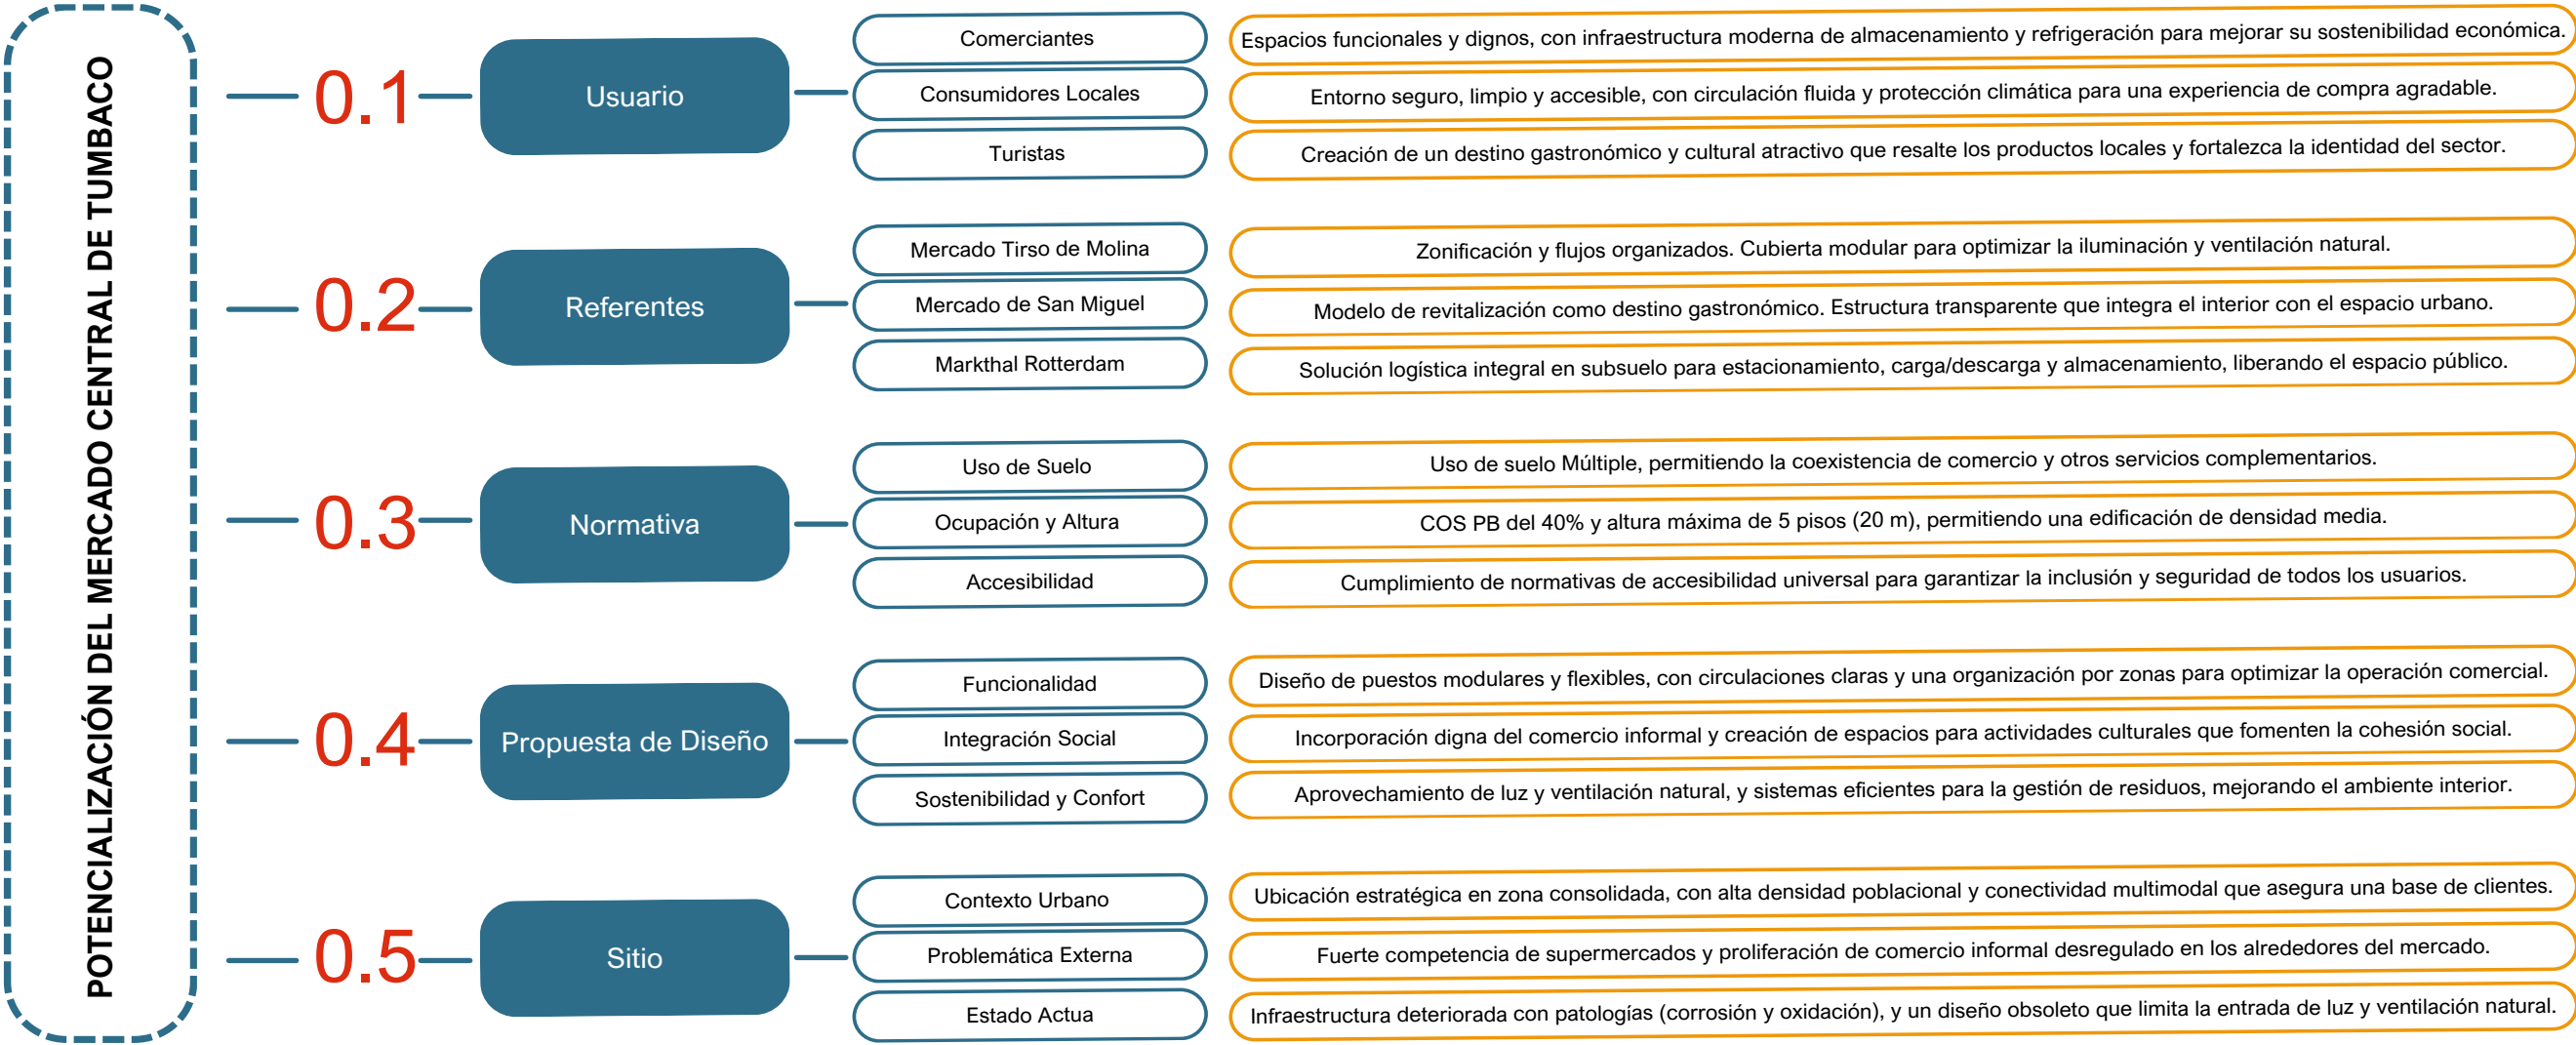 POTENCIALIZACIÓN DEL MERCADO CENTRAL DE TUMBACO
0.1
Usuario
Comerciantes
Espacios funcionales y dignos, con infraestructura moderna de almacenamiento y refrigeración para mejorar su sostenibilidad económica.
Consumidores Locales
Entorno seguro, limpio y accesible, con circulación fluida y protección climática para una experiencia de compra agradable.
Turistas
Creación de un destino gastronómico y cultural atractivo que resalte los productos locales y fortalezca la identidad del sector.
0.2
Referentes
Mercado Tirso de Molina
Zonificación y flujos organizados. Cubierta modular para optimizar la iluminación y ventilación natural.
Mercado de San Miguel
Modelo de revitalización como destino gastronómico. Estructura transparente que integra el interior con el espacio urbano.
Markthal Rotterdam
Solución logística integral en subsuelo para estacionamiento, carga/descarga y almacenamiento, liberando el espacio público.
0.3
Normativa
Uso de Suelo
Uso de suelo Múltiple, permitiendo la coexistencia de comercio y otros servicios complementarios.
Ocupación y Altura
COS PB del 40% y altura máxima de 5 pisos (20 m), permitiendo una edificación de densidad media.
Accesibilidad
Cumplimiento de normativas de accesibilidad universal para garantizar la inclusión y seguridad de todos los usuarios.
0.4
Propuesta de Diseño
Funcionalidad
Diseño de puestos modulares y flexibles, con circulaciones claras y una organización por zonas para optimizar la operación comercial.
Integración Social
Incorporación digna del comercio informal y creación de espacios para actividades culturales que fomenten la cohesión social.
Sostenibilidad y Confort
Aprovechamiento de luz y ventilación natural, y sistemas eficientes para la gestión de residuos, mejorando el ambiente interior.
0.5
Sitio
Contexto Urbano
Ubicación estratégica en zona consolidada, con alta densidad poblacional y conectividad multimodal que asegura una base de clientes.
Problemática Externa
Fuerte competencia de supermercados y proliferación de comercio informal desregulado en los alrededores del mercado.
Estado Actua
Infraestructura deteriorada con patologías (corrosión y oxidación), y un diseño obsoleto que limita la entrada de luz y ventilación natural.